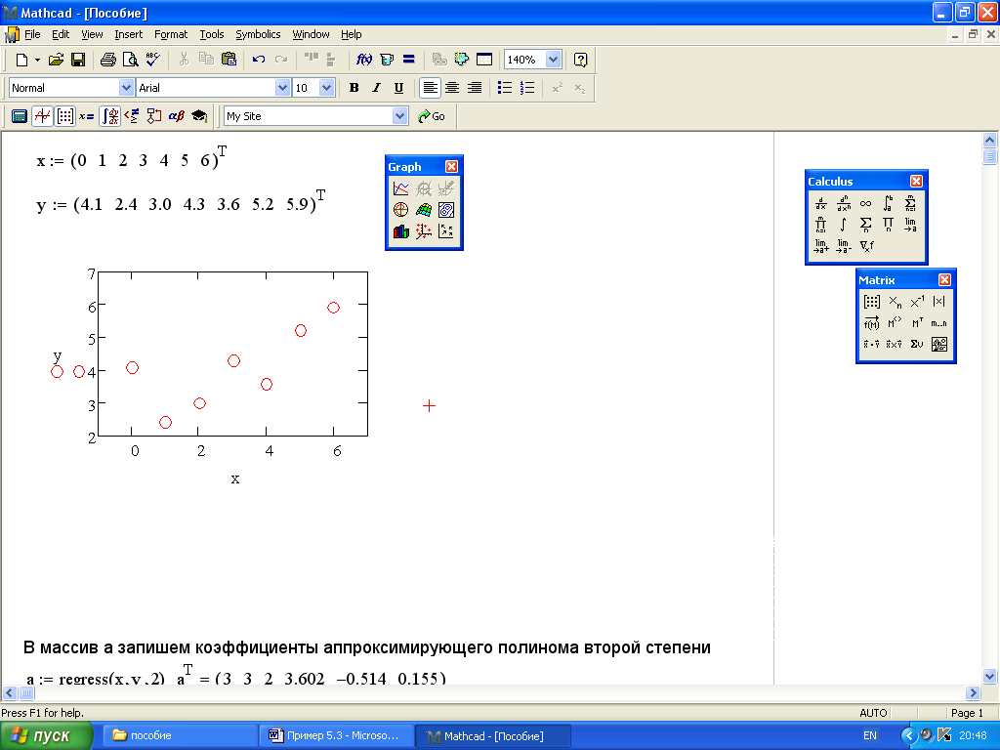 Mathcad - [Пособие]
File Edit View Insert Format Tools Symbolics Window Help
140%
Normal Arial 10 B I U
My Site Go
x := (0 1 2 3 4 5 6)ᵀ
y := (4.1 2.4 3.0 4.3 3.6 5.2 5.9)ᵀ
Graph
Calculus
Matrix
7
6
5
y
4
3
2
0 2 4 6
x
В массив а запишем коэффициенты аппроксимирующего полинома второй степени
a := regress(x,y,2) aᵀ = (3 3 2 3.602 −0.514 0.155)
Press F1 for help. AUTO Page 1
пуск пособие Пример 5.3 - Microso... Mathcad - [Пособие] EN 20:48